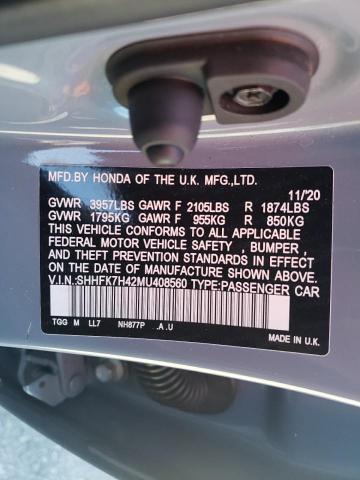 MFD.BY HONDA OF THE U.K. MFG.,LTD.
11/20
GVWR 3957LBS GAWR F 2105LBS R 1874LBS
GVWR 1795KG GAWR F 955KG R 850KG
THIS VEHICLE CONFORMS TO ALL APPLICABLE
FEDERAL MOTOR VEHICLE SAFETY , BUMPER ,
AND THEFT PREVENTION STANDARDS IN EFFECT
ON THE DATE OF MANUFACTURE SHOWN ABOVE.
V.I.N.:SHHFK7H42MU408560 TYPE:PASSENGER CAR
TGG M LL7 NH877P .A .U
MADE IN U.K.